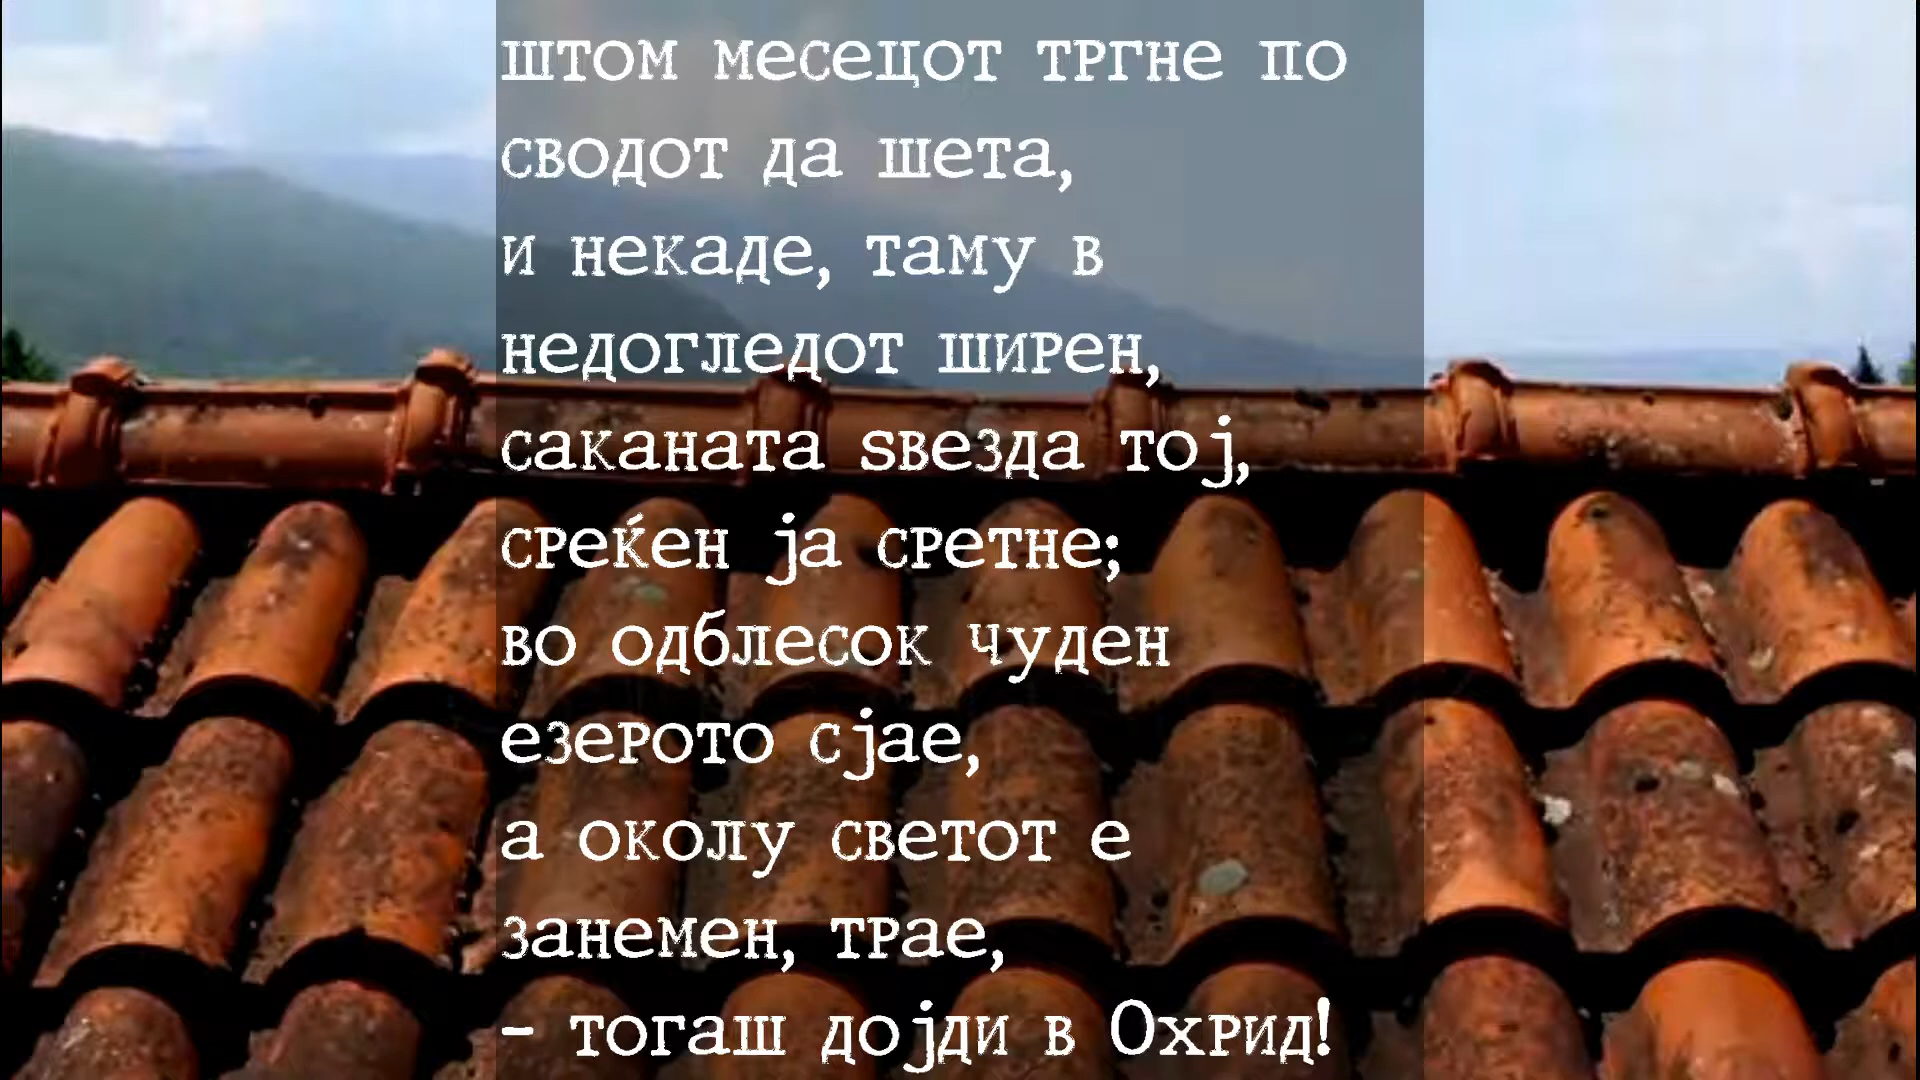 штом месецот тргне по
сводот да шета,
и некаде, таму в
недогледот ширен,
саканата ѕвезда тој,
среќен ја сретне;
во одблесок чуден
езерото сјае,
а околу светот е
занемен, трае,
- тогаш дојди в Охрид!